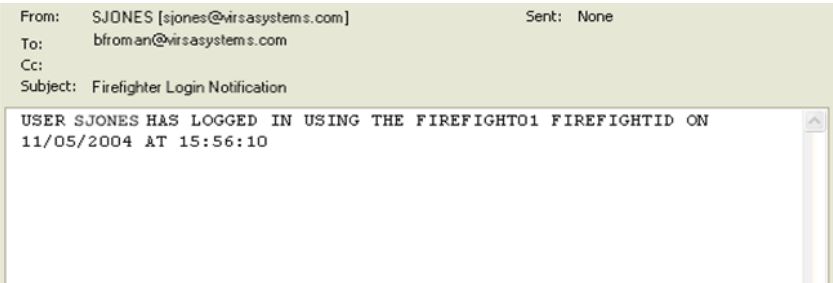 From: SJONES [sjones@virsasystems.com] Sent: None
To: bfroman@virsasystems.com
Cc:
Subject: Firefighter Login Notification
USER SJONES HAS LOGGED IN USING THE FIREFIGHT01 FIREFIGHTID ON
11/05/2004 AT 15:56:10